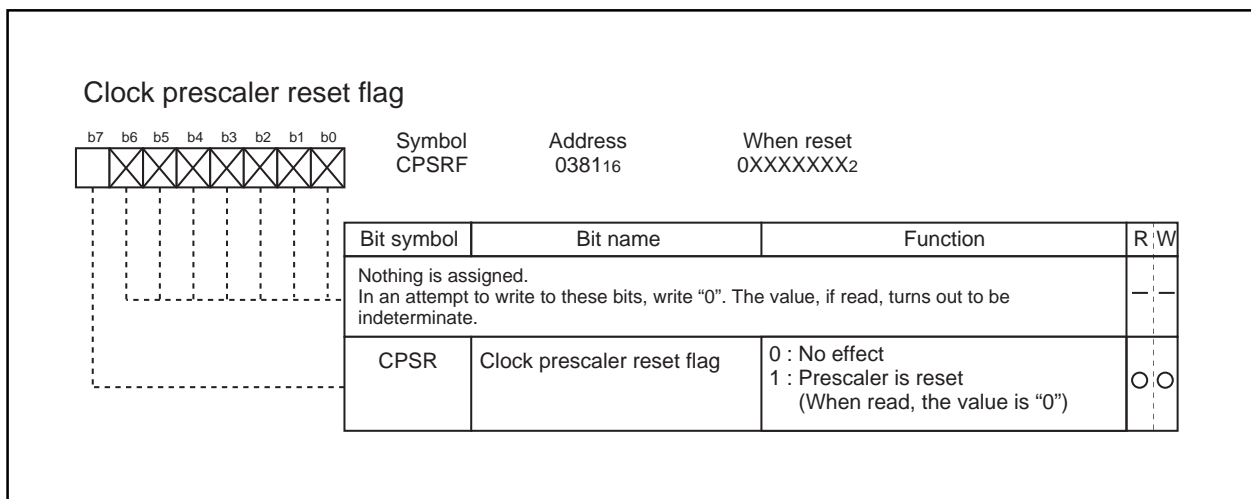 Clock prescaler reset flag
b7 b6 b5 b4 b3 b2 b1 b0
Symbol Address When reset
CPSRF 038116 0XXXXXXX2
Bit symbol Bit name Function R W
Nothing is assigned.
In an attempt to write to these bits, write “0”. The value, if read, turns out to be
indeterminate.
— —
CPSR Clock prescaler reset flag 0 : No effect
1 : Prescaler is reset
(When read, the value is “0”)
O O